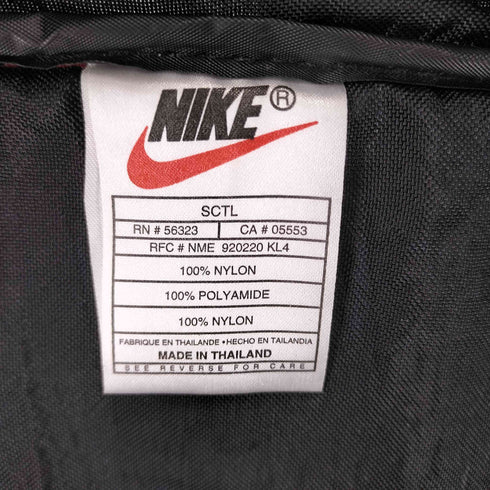 NIKE®
SCTL
RN # 56323 CA # 05553
RFC # NME 920220 KL4
100% NYLON
100% POLYAMIDE
100% NYLON
FABRIQUE EN THAILANDE • HECHO EN TAILANDIA
MADE IN THAILAND
SEE REVERSE FOR CARE